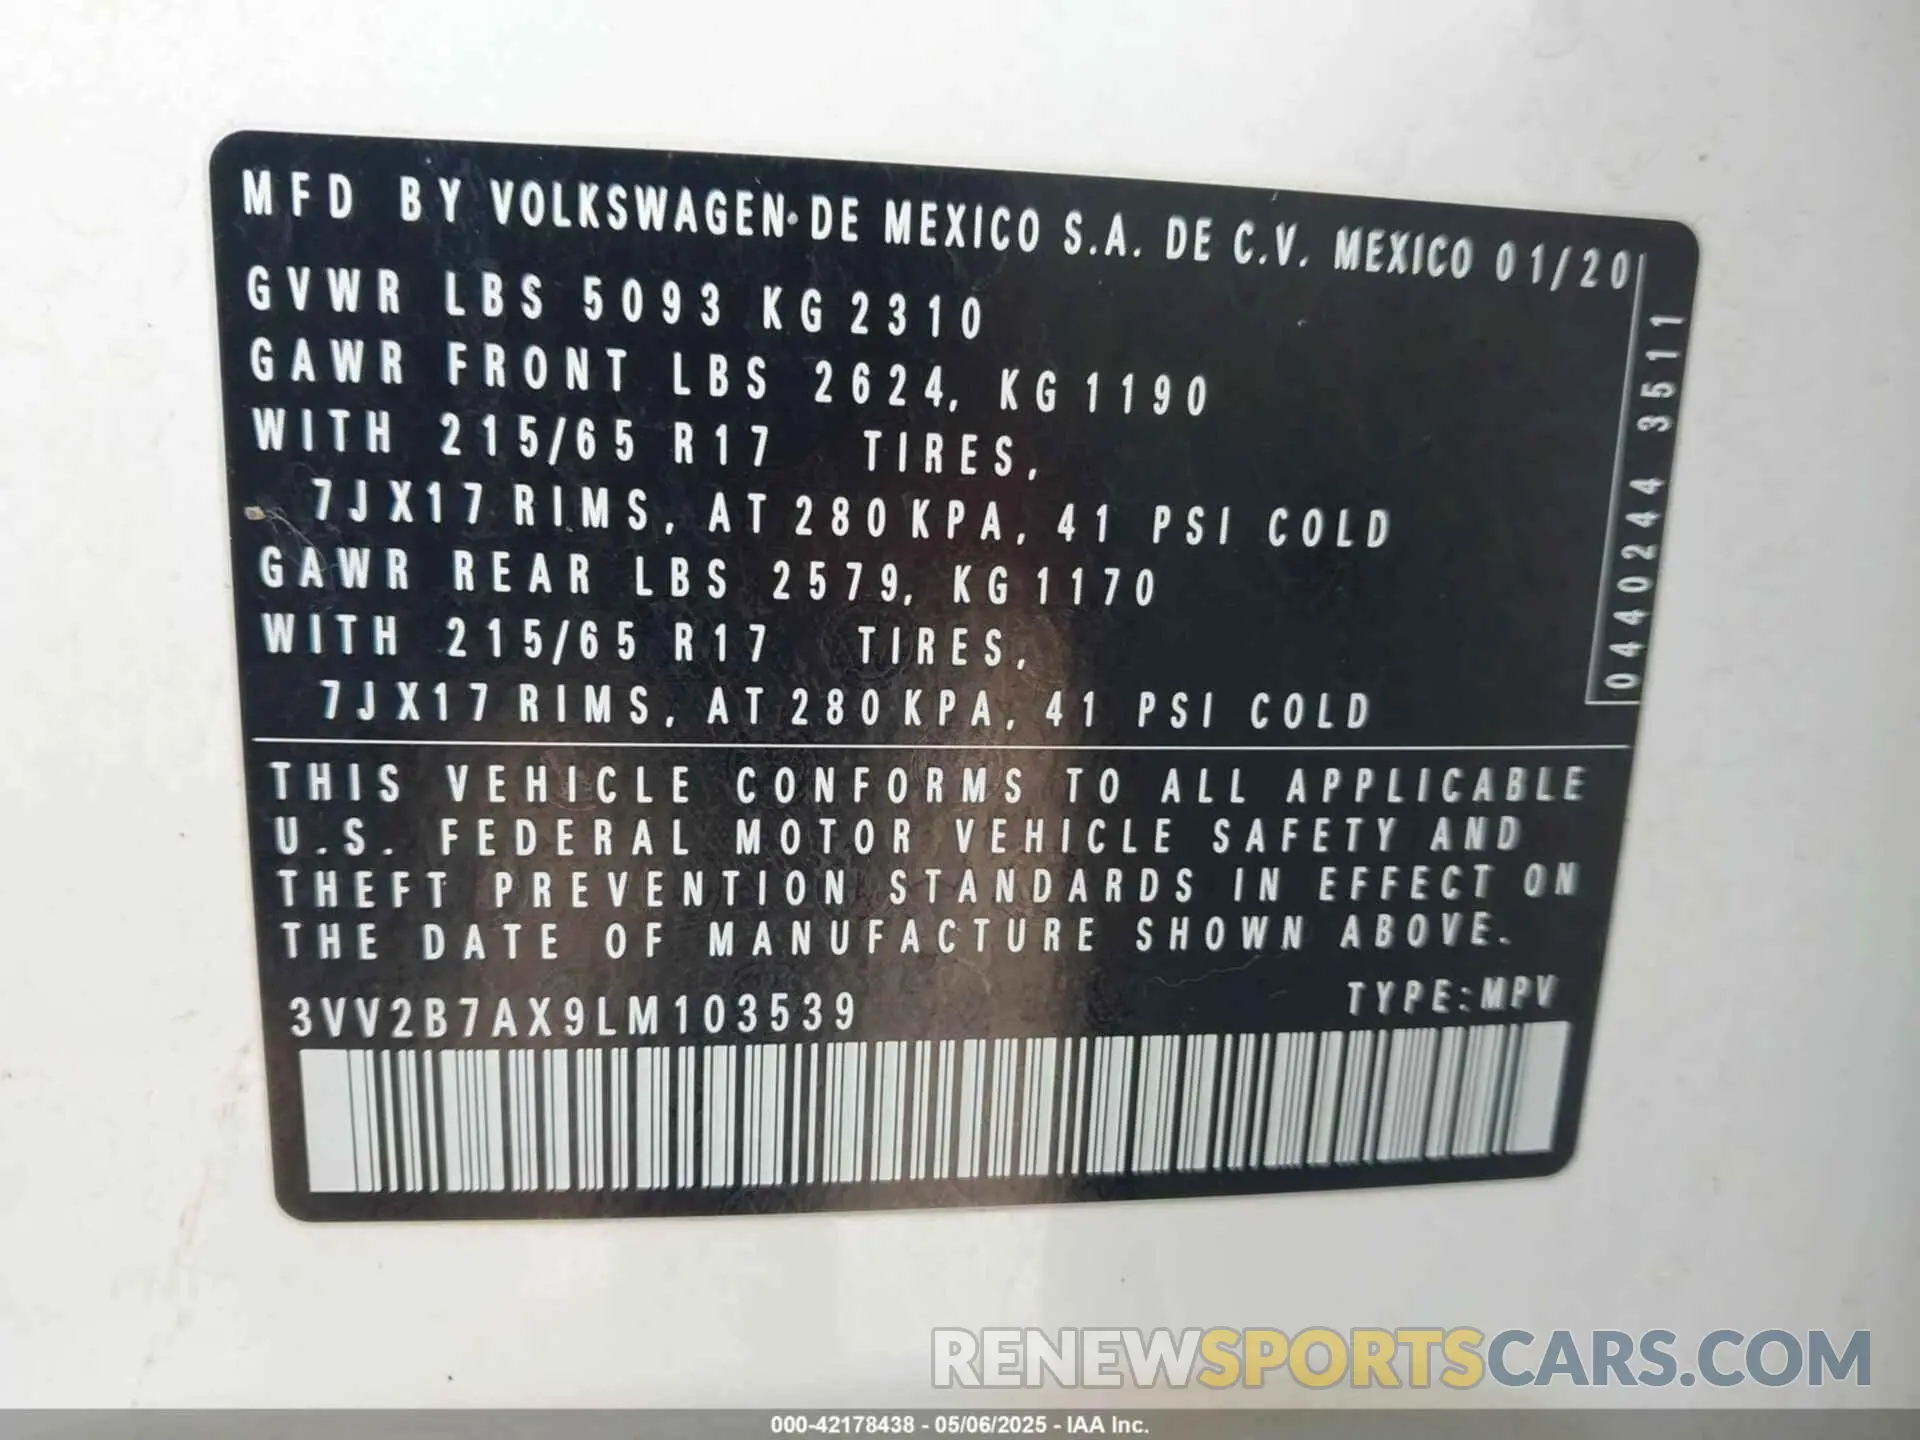 MFD BY VOLKSWAGEN DE MEXICO S.A. DE C.V. MEXICO 01/20
GVWR LBS 5093 KG 2310
GAWR FRONT LBS 2624, KG 1190
WITH 215/65 R17 TIRES,
7JX17 RIMS, AT 280 KPA, 41 PSI COLD
GAWR REAR LBS 2579, KG 1170
WITH 215/65 R17 TIRES,
7JX17 RIMS, AT 280 KPA, 41 PSI COLD
0440244 3511
THIS VEHICLE CONFORMS TO ALL APPLICABLE
U.S. FEDERAL MOTOR VEHICLE SAFETY AND
THEFT PREVENTION STANDARDS IN EFFECT ON
THE DATE OF MANUFACTURE SHOWN ABOVE.
3VV2B7AX9LM103539
TYPE: MPV
RENEWSPORTSCARS.COM
000-42178438 - 05/06/2025 - IAA Inc.